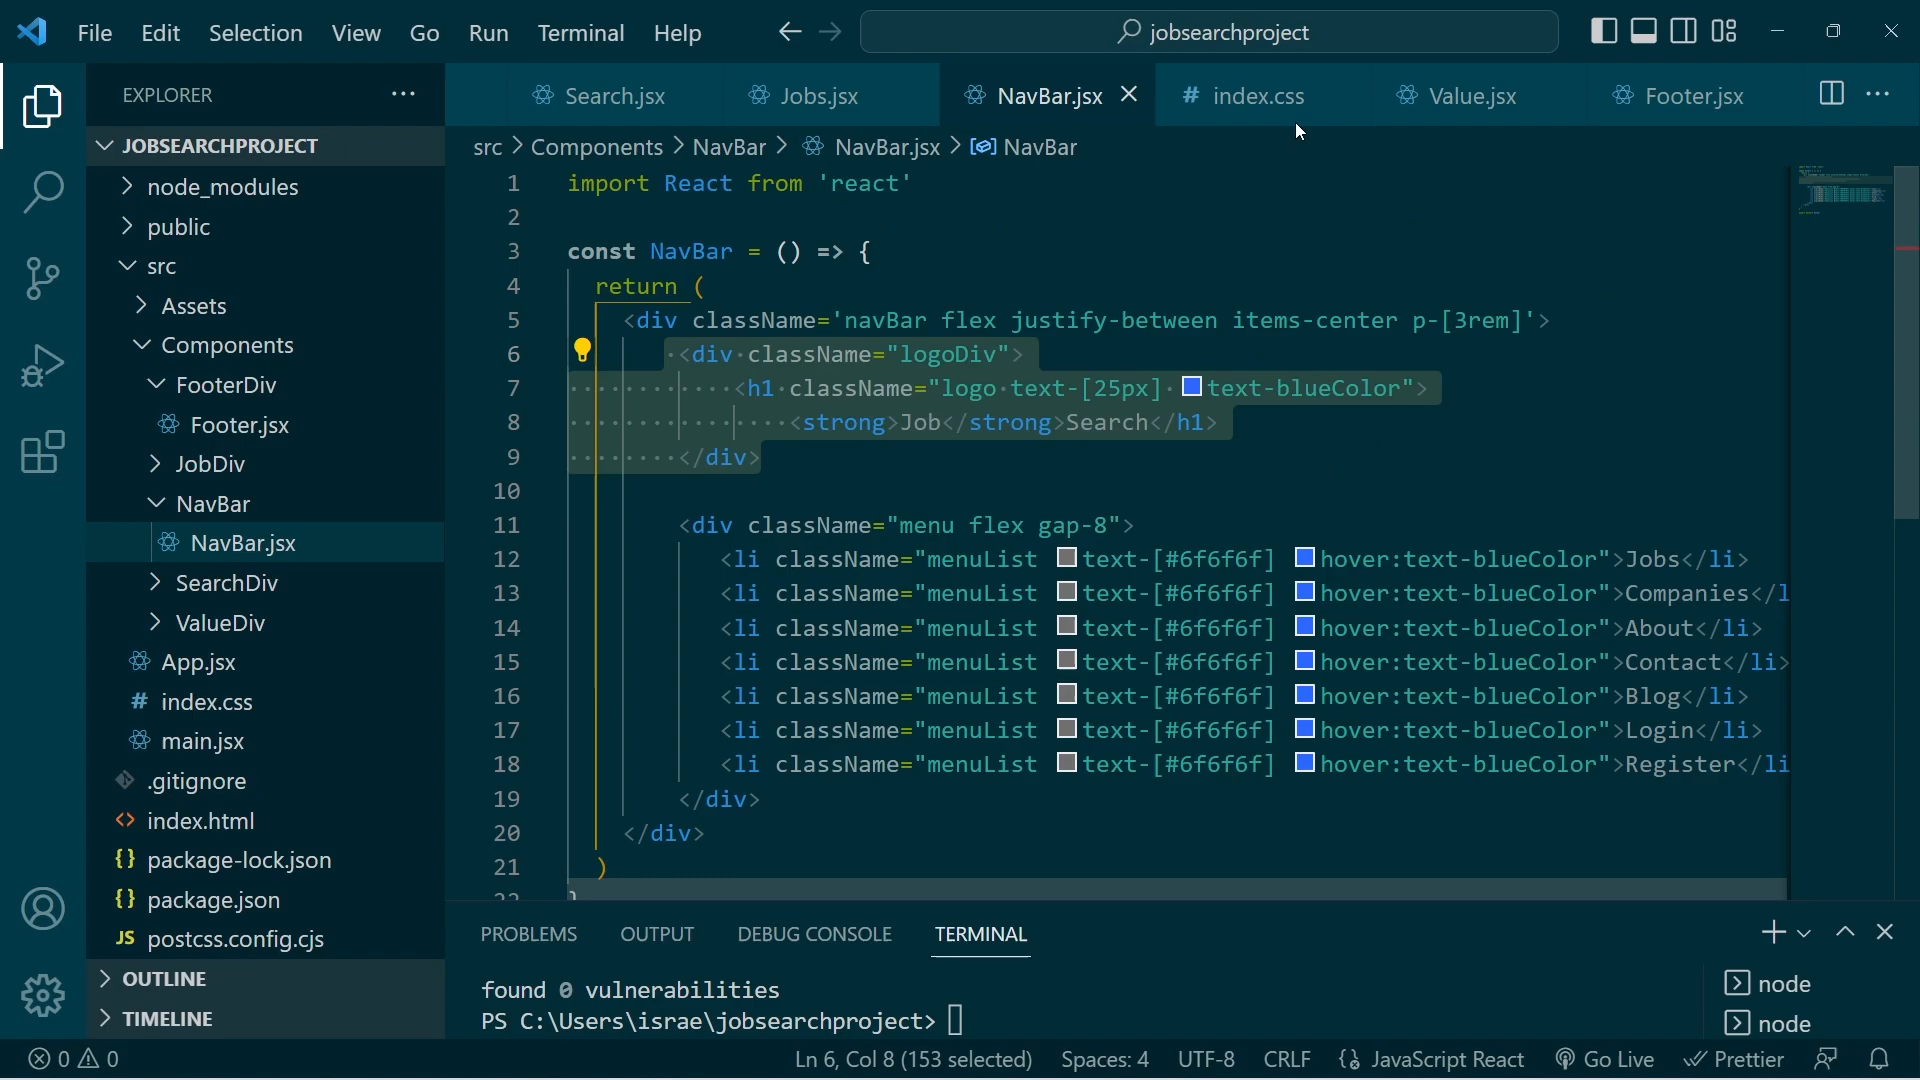 File Edit Selection View Go Run Terminal Help
jobsearchproject
EXPLORER
JOBSEARCHPROJECT
node_modules
public
src
Assets
Components
FooterDiv
Footer.jsx
JobDiv
NavBar
NavBar.jsx
SearchDiv
ValueDiv
App.jsx
# index.css
main.jsx
.gitignore
<> index.html
{} package-lock.json
{} package.json
JS postcss.config.cjs
OUTLINE
TIMELINE
Search.jsx Jobs.jsx NavBar.jsx # index.css Value.jsx Footer.jsx
src > Components > NavBar > NavBar.jsx > NavBar
1 import React from 'react'
2
3 const NavBar = () => {
4 return (
5 <div className='navBar flex justify-between items-center p-[3rem]'>
6 <div className="logoDiv">
7 <h1 className="logo text-[25px] text-blueColor">
8 <strong>Job</strong>Search</h1>
9 </div>
10
11 <div className="menu flex gap-8">
12 <li className="menuList text-[#6f6f6f] hover:text-blueColor">Jobs</li>
13 <li className="menuList text-[#6f6f6f] hover:text-blueColor">Companies</l
14 <li className="menuList text-[#6f6f6f] hover:text-blueColor">About</li>
15 <li className="menuList text-[#6f6f6f] hover:text-blueColor">Contact</li>
16 <li className="menuList text-[#6f6f6f] hover:text-blueColor">Blog</li>
17 <li className="menuList text-[#6f6f6f] hover:text-blueColor">Login</li>
18 <li className="menuList text-[#6f6f6f] hover:text-blueColor">Register</li
19 </div>
20 </div>
21 )
22 }
PROBLEMS OUTPUT DEBUG CONSOLE TERMINAL
found 0 vulnerabilities
PS C:\Users\israe\jobsearchproject>
node
node
0 0
Ln 6, Col 8 (153 selected) Spaces: 4 UTF-8 CRLF JavaScript React Go Live Prettier